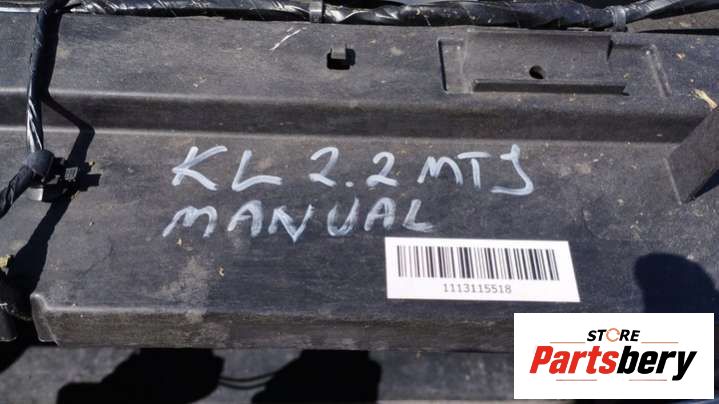 KL 2.2 MTJ
MANUAL
1113115518
STORE
Partsbery